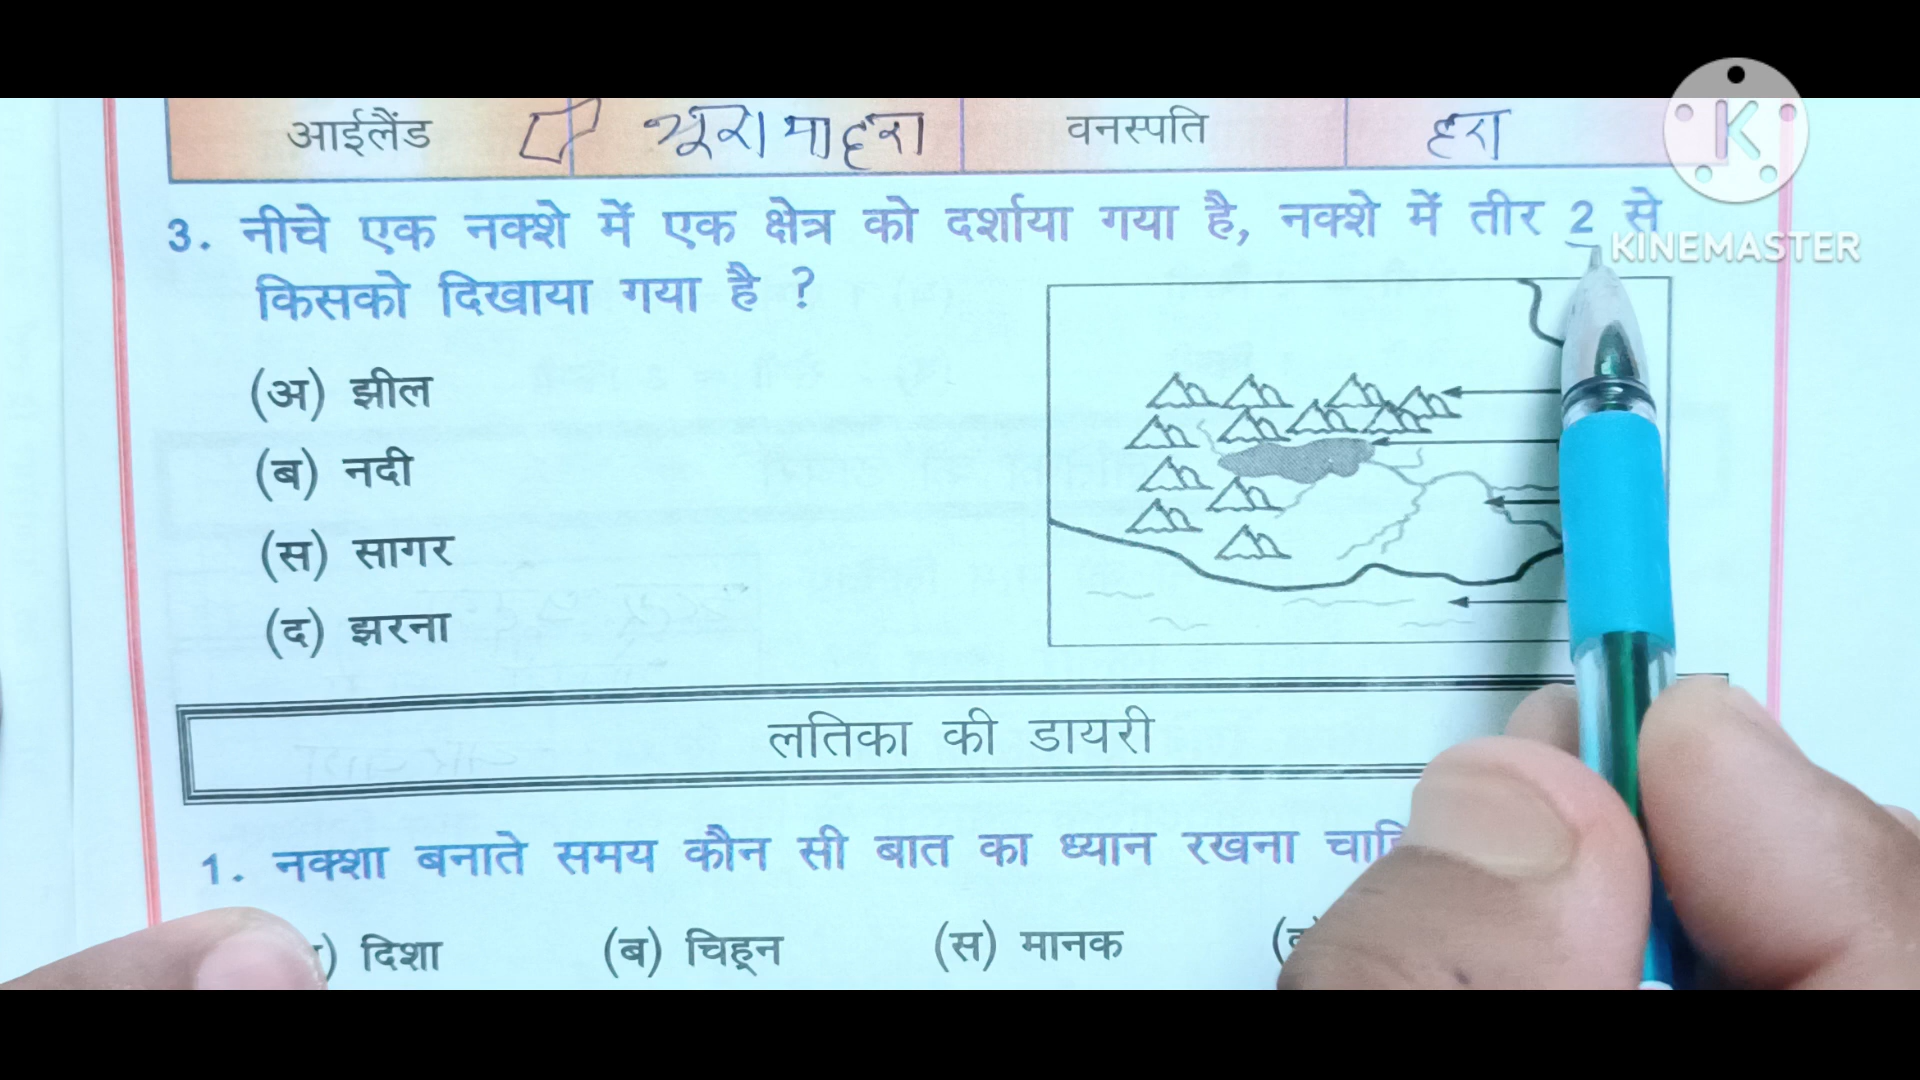 आईलैंड भूरा या हरा वनस्पति हरा
K
KINEMASTER
3. नीचे एक नक्शे में एक क्षेत्र को दर्शाया गया है, नक्शे में तीर 2 से
किसको दिखाया गया है ?
(अ) झील
(ब) नदी
(स) सागर
(द) झरना
लतिका की डायरी
1. नक्शा बनाते समय कौन सी बात का ध्यान रखना
दिशा (ब) चिह्न (स) मानक